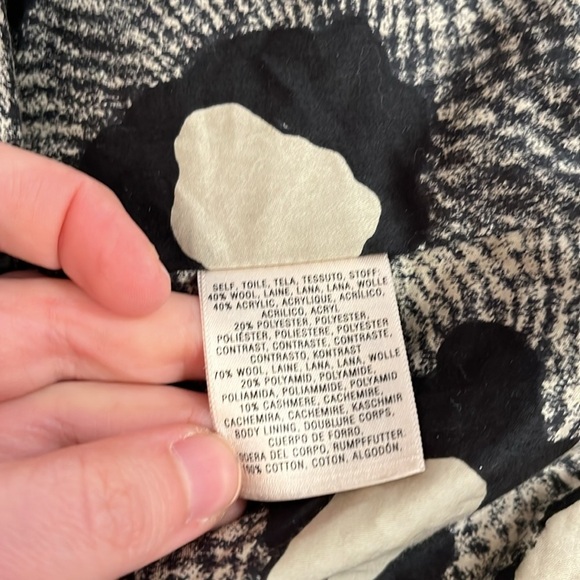 SELF, TOILE, TELA, TESSUTO, STOFF:
40% WOOL, LAINE, LANA, LANA, WOLLE
40% ACRYLIC, ACRYLIQUE, ACRÍLICO,
ACRILICO, ACRYL
20% POLYESTER, POLYESTER,
POLIÉSTER, POLIESTERE, POLYESTER
CONTRAST, CONTRASTE, CONTRASTE,
CONTRASTO, KONTRAST
70% WOOL, LAINE, LANA, LANA, WOLLE
20% POLYAMID, POLYAMIDE,
POLIAMIDA, POLIAMMIDE, POLYAMID
10% CASHMERE, CACHEMIRE,
CACHEMIRA, CACHEMIRE, KASCHMIR
BODY LINING, DOUBLURE CORPS,
CUERPO DE FORRO,
DEL CORPO, RUMPFFUTTER:
COTTON, COTON, ALGODÓN,